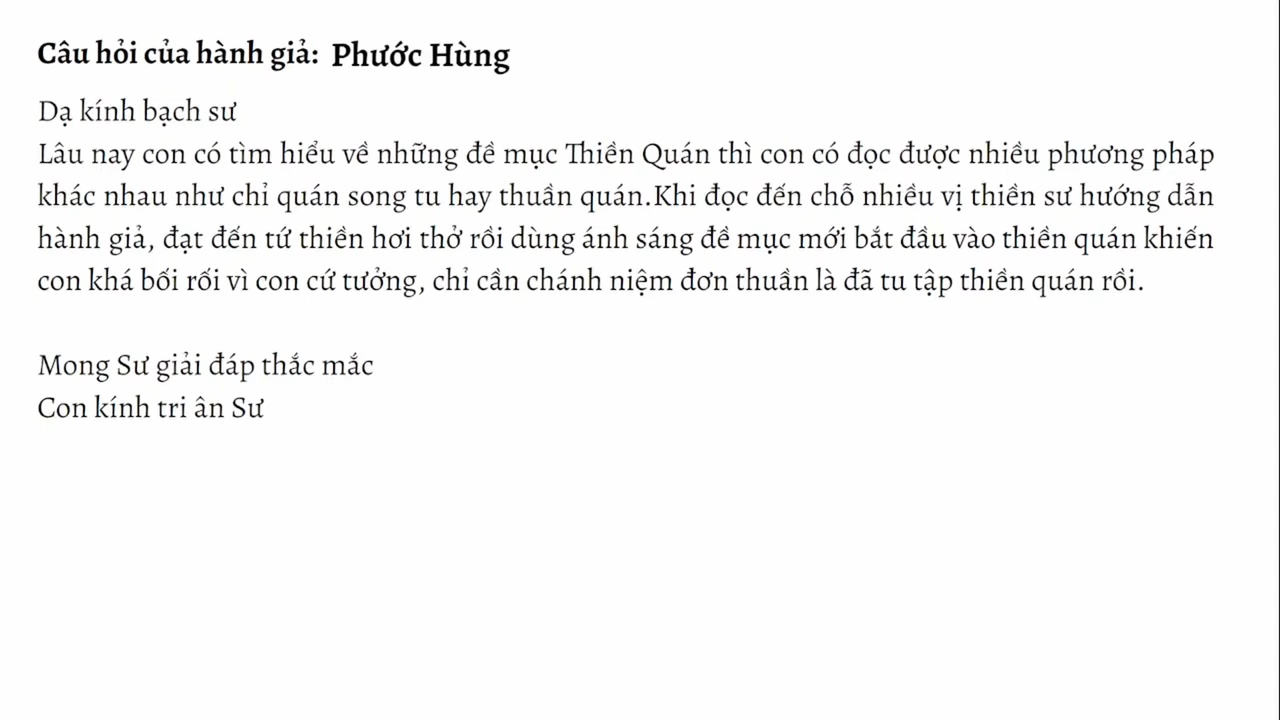 Câu hỏi của hành giả: Phước Hùng
Dạ kính bạch sư
Lâu nay con có tìm hiểu về những đề mục Thiền Quán thì con có đọc được nhiều phương pháp
khác nhau như chỉ quán song tu hay thuần quán.Khi đọc đến chỗ nhiều vị thiền sư hướng dẫn
hành giả, đạt đến tứ thiền hơi thở rồi dùng ánh sáng đề mục mới bắt đầu vào thiền quán khiến
con khá bối rối vì con cứ tưởng, chỉ cần chánh niệm đơn thuần là đã tu tập thiền quán rồi.
Mong Sư giải đáp thắc mắc
Con kính tri ân Sư